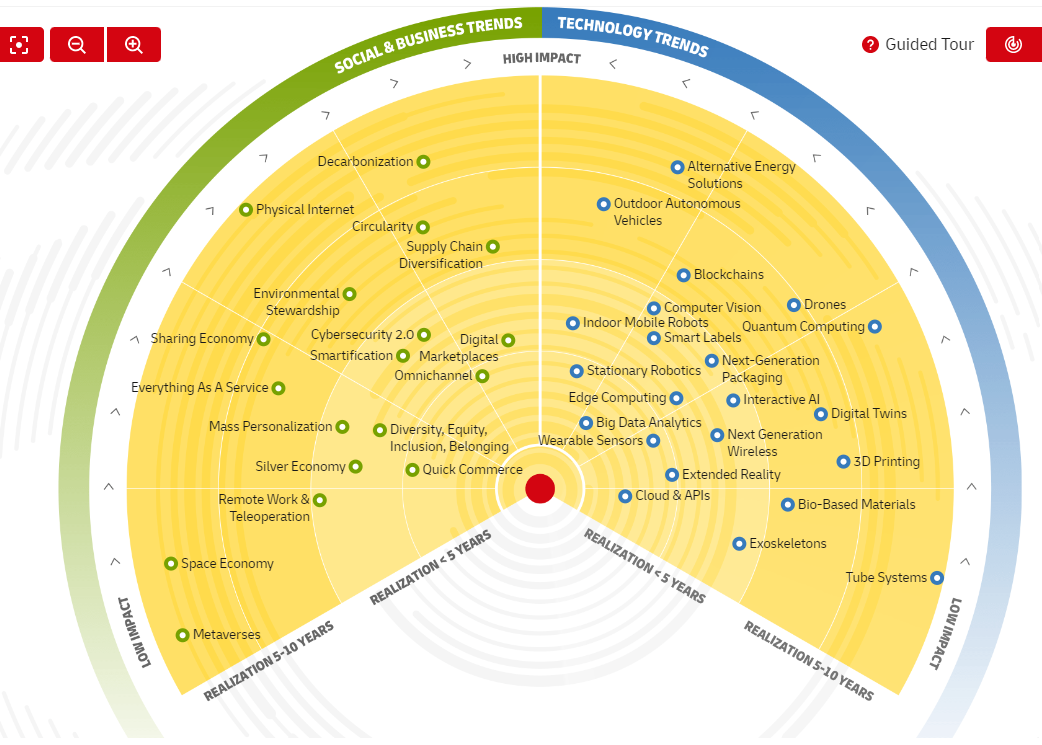 SOCIAL & BUSINESS TRENDS
TECHNOLOGY TRENDS
Guided Tour
HIGH IMPACT
Decarbonization
Physical Internet
Circularity
Supply Chain
Diversification
Environmental
Stewardship
Sharing Economy
Cybersecurity 2.0
Smartification
Digital
Marketplaces
Omnichannel
Everything As A Service
Mass Personalization
Diversity, Equity,
Inclusion, Belonging
Silver Economy
Quick Commerce
Remote Work &
Teleoperation
Space Economy
Metaverses
Alternative Energy
Solutions
Outdoor Autonomous
Vehicles
Blockchains
Computer Vision
Drones
Indoor Mobile Robots
Quantum Computing
Smart Labels
Next-Generation
Packaging
Stationary Robotics
Edge Computing
Interactive AI
Digital Twins
Big Data Analytics
Wearable Sensors
Next Generation
Wireless
3D Printing
Extended Reality
Cloud & APIs
Bio-Based Materials
Exoskeletons
Tube Systems
LOW IMPACT
REALIZATION 5-10 YEARS
REALIZATION < 5 YEARS
REALIZATION < 5 YEARS
REALIZATION 5-10 YEARS
LOW IMPACT